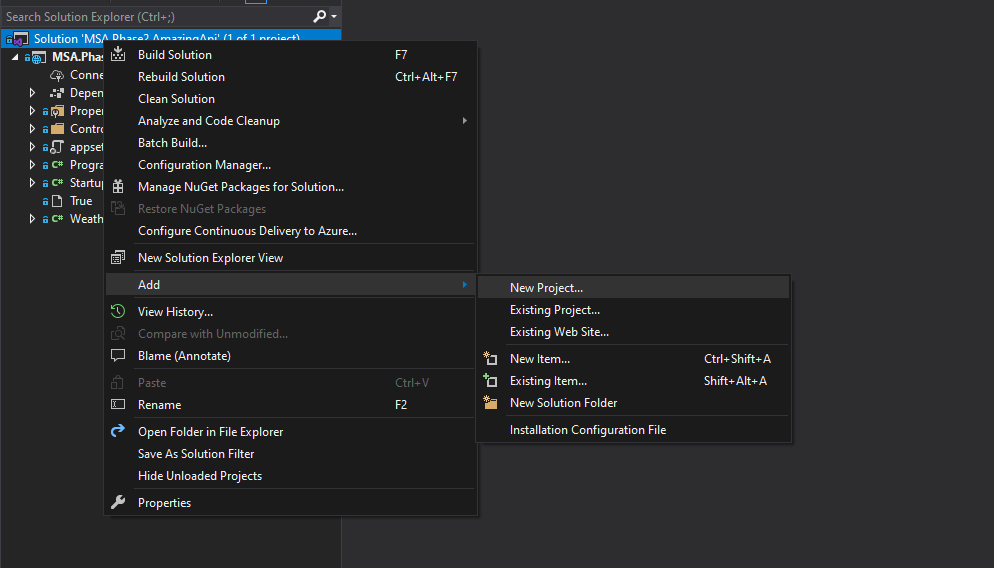 Search Solution Explorer (Ctrl+;)
Solution 'MSA.Phase2.AmazingApi' (1 of 1 project)
MSA.Phas
Conne
Depen
Proper
Contro
appset
Progra
Startup
True
Weath
Build Solution F7
Rebuild Solution Ctrl+Alt+F7
Clean Solution
Analyze and Code Cleanup
Batch Build...
Configuration Manager...
Manage NuGet Packages for Solution...
Restore NuGet Packages
Configure Continuous Delivery to Azure...
New Solution Explorer View
Add
View History...
Compare with Unmodified...
Blame (Annotate)
Paste Ctrl+V
Rename F2
Open Folder in File Explorer
Save As Solution Filter
Hide Unloaded Projects
Properties
New Project...
Existing Project...
Existing Web Site...
New Item... Ctrl+Shift+A
Existing Item... Shift+Alt+A
New Solution Folder
Installation Configuration File